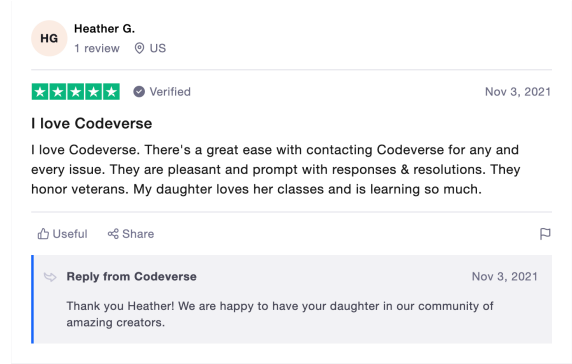 HG
Heather G.
1 review US
Verified
Nov 3, 2021
I love Codeverse
I love Codeverse. There's a great ease with contacting Codeverse for any and
every issue. They are pleasant and prompt with responses & resolutions. They
honor veterans. My daughter loves her classes and is learning so much.
Useful Share
Reply from Codeverse
Nov 3, 2021
Thank you Heather! We are happy to have your daughter in our community of
amazing creators.